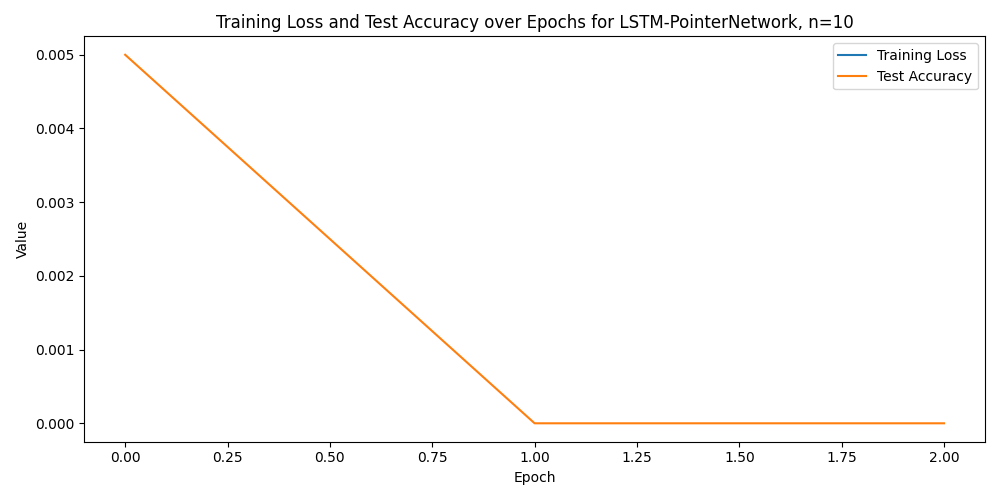 Training Loss and Test Accuracy over Epochs for LSTM-PointerNetwork, n=10
Training Loss
Test Accuracy
0.005
0.004
0.003
0.002
0.001
0.000
Value
0.00 0.25 0.50 0.75 1.00 1.25 1.50 1.75 2.00
Epoch